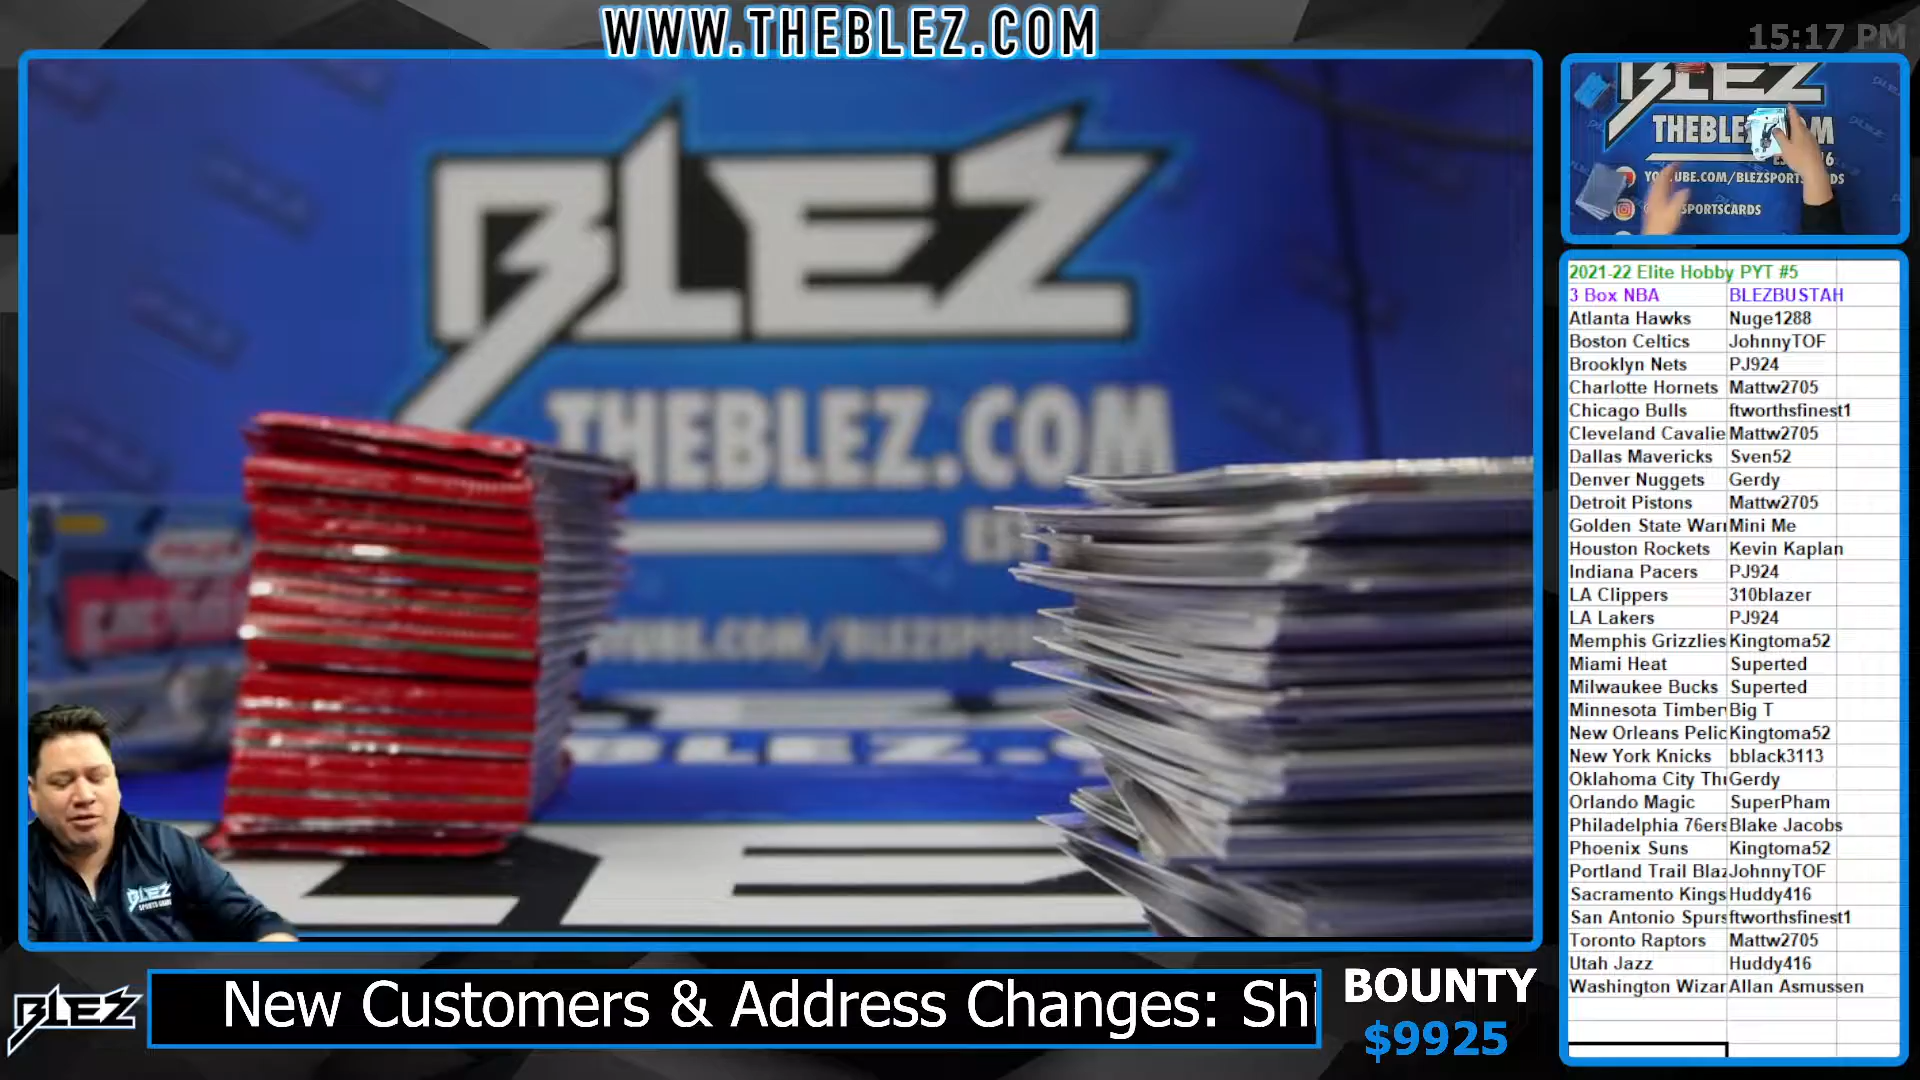 WWW.THEBLEZ.COM
15:17 PM
BLEZ
THEBLEZ.COM
BLEZ
2021-22 Elite Hobby PYT #5
3 Box NBA BLEZBUSTAH
Atlanta Hawks Nuge1288
Boston Celtics JohnnyTOF
Brooklyn Nets PJ924
Charlotte Hornets Mattw2705
Chicago Bulls ftworthsfinest1
Cleveland Cavalie Mattw2705
Dallas Mavericks Sven52
Denver Nuggets Gerdy
Detroit Pistons Mattw2705
Golden State Warr Mini Me
Houston Rockets Kevin Kaplan
Indiana Pacers PJ924
LA Clippers 310blazer
LA Lakers PJ924
Memphis Grizzlies Kingtoma52
Miami Heat Superted
Milwaukee Bucks Superted
Minnesota Timber Big T
New Orleans Pelic Kingtoma52
New York Knicks bblack3113
Oklahoma City Thu Gerdy
Orlando Magic SuperPham
Philadelphia 76ers Blake Jacobs
Phoenix Suns Kingtoma52
Portland Trail Blaz JohnnyTOF
Sacramento Kings Huddy416
San Antonio Spurs ftworthsfinest1
Toronto Raptors Mattw2705
Utah Jazz Huddy416
Washington Wizar Allan Asmussen
BLEZ
New Customers & Address Changes: Shi
BOUNTY
$9925